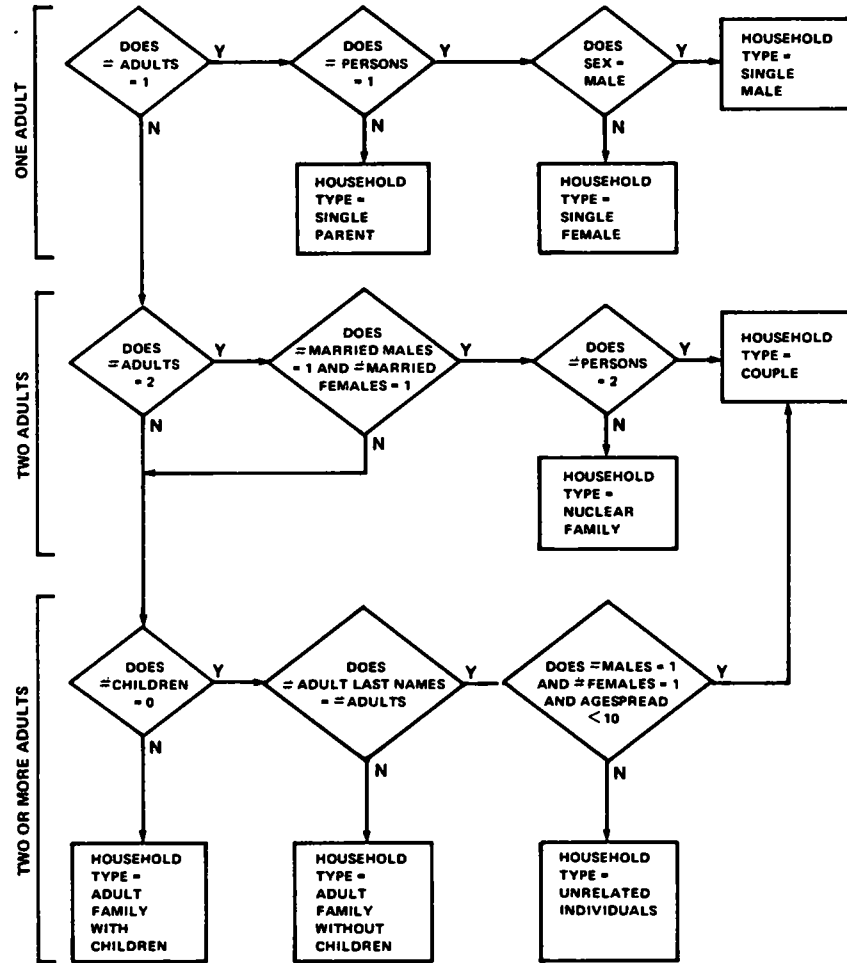 ONE ADULT
DOES
# ADULTS
= 1
Y
N
DOES
# PERSONS
= 1
Y
N
DOES
SEX =
MALE
Y
N
HOUSEHOLD
TYPE =
SINGLE
MALE
HOUSEHOLD
TYPE =
SINGLE
PARENT
HOUSEHOLD
TYPE =
SINGLE
FEMALE
TWO ADULTS
DOES
#ADULTS
= 2
Y
N
DOES
#MARRIED MALES
= 1 AND #MARRIED
FEMALES = 1
Y
N
DOES
#PERSONS
= 2
Y
N
HOUSEHOLD
TYPE =
COUPLE
HOUSEHOLD
TYPE =
NUCLEAR
FAMILY
TWO OR MORE ADULTS
DOES
#CHILDREN
=0
Y
N
DOES
# ADULT LAST NAMES
= #ADULTS
Y
N
DOES #MALES = 1
AND #FEMALES = 1
AND AGESPREAD
<10
Y
N
HOUSEHOLD
TYPE =
ADULT
FAMILY
WITH
CHILDREN
HOUSEHOLD
TYPE =
ADULT
FAMILY
WITHOUT
CHILDREN
HOUSEHOLD
TYPE =
UNRELATED
INDIVIDUALS